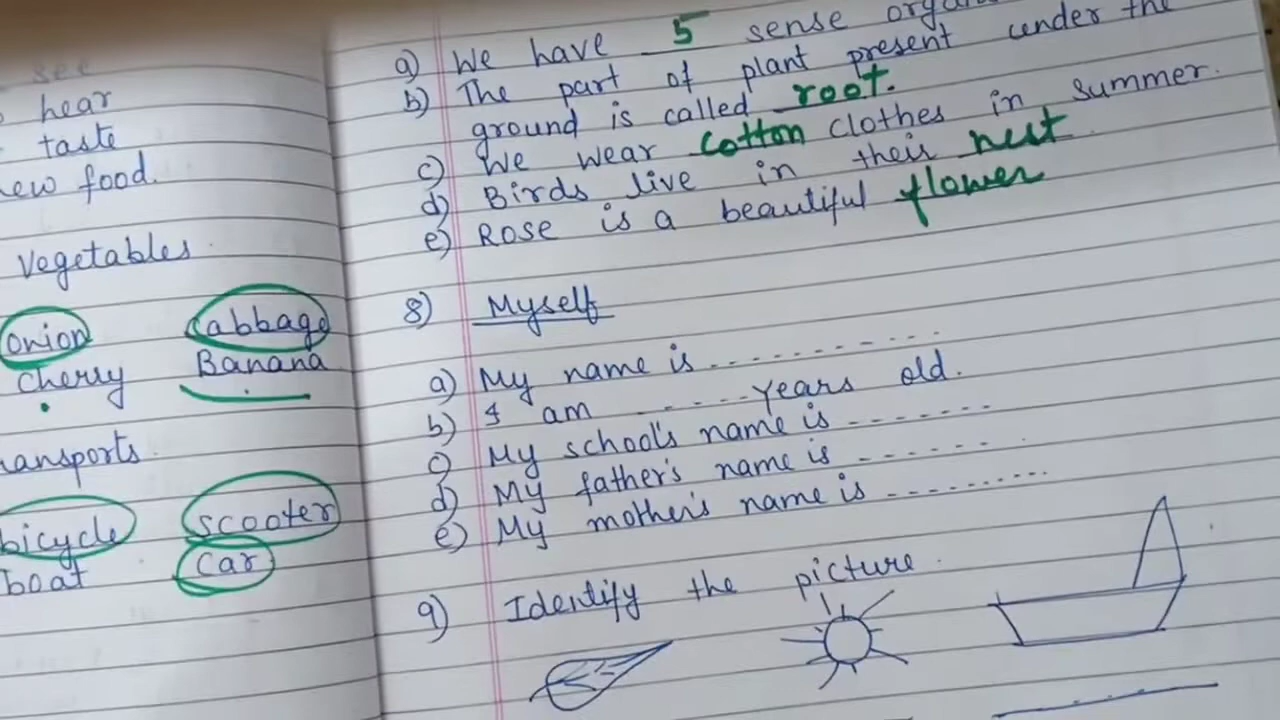 see
hear
taste
food.
Vegetables
onion cabbage
cherry Banana
bicycle scooter
boat car
a) We have 5 sense
b) The part of plant present under the
ground is called root.
c) We wear cotton clothes in summer.
d) Birds live in their nest
e) Rose is a beautiful flower
8) Myself
a) My name is ..........
b) I am ...... years old.
c) My school's name is .......
d) My father's name is ......
e) My mother's name is ..........
9) Identify the picture.